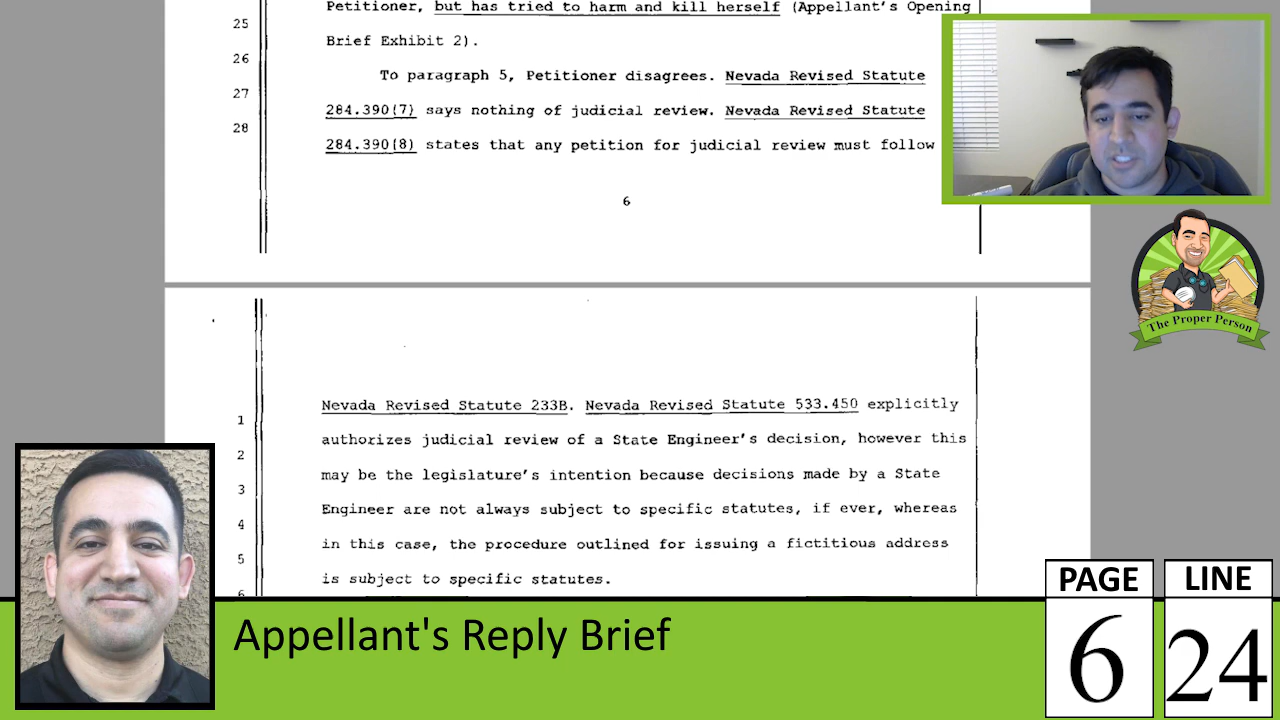 Petitioner, but has tried to harm and kill herself (Appellant's Opening
25
Brief Exhibit 2).
26
To paragraph 5, Petitioner disagrees. Nevada Revised Statute
27
284.390(7) says nothing of judicial review. Nevada Revised Statute
28
284.390(8) states that any petition for judicial review must follow
6
The Proper Person
Nevada Revised Statute 233B. Nevada Revised Statute 533.450 explicitly
1
authorizes judicial review of a State Engineer's decision, however this
2
may be the legislature's intention because decisions made by a State
3
Engineer are not always subject to specific statutes, if ever, whereas
4
in this case, the procedure outlined for issuing a fictitious address
5
is subject to specific statutes.
6
PAGE
6
LINE
24
Appellant's Reply Brief